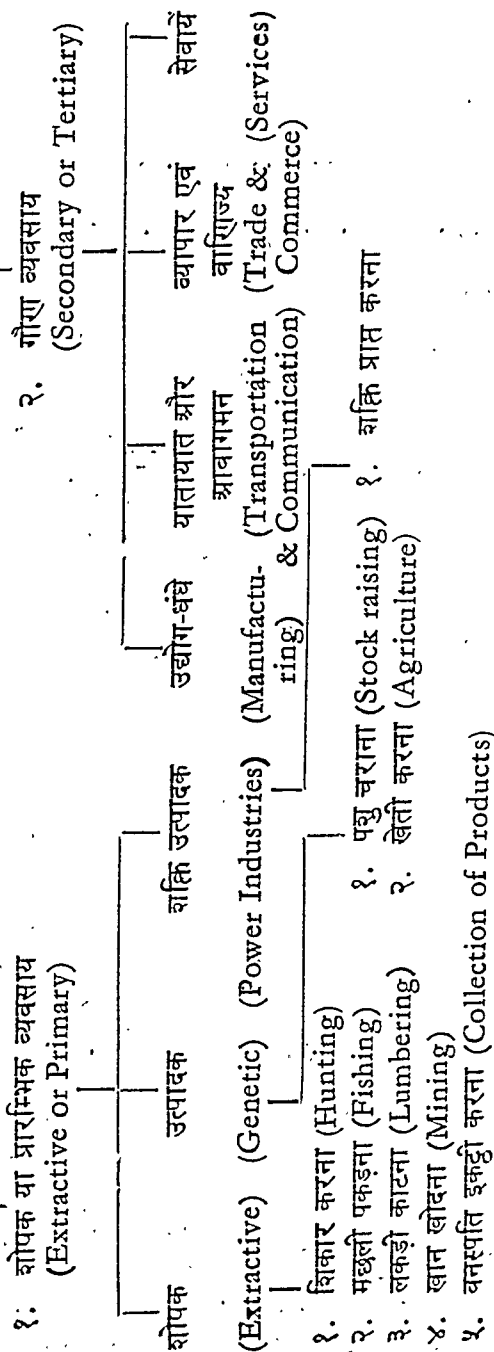 १. शोषक या प्रारम्भिक व्यवसाय
(Extractive or Primary)
शोषक
(Extractive)
१. शिकार करना (Hunting)
२. मछली पकड़ना (Fishing)
३. लकड़ी काटना (Lumbering)
४. खान खोदना (Mining)
५. वनस्पति इकट्ठी करना (Collection of Products)
उत्पादक
(Genetic)
१. पशु चराना (Stock raising)
२. खेती करना (Agriculture)
शक्ति उत्पादक
(Power Industries)
१. शक्ति प्राप्त करना
२. गौण व्यवसाय
(Secondary or Tertiary)
उद्योग-धंधे
(Manufactu-
ring)
यातायात और
आवागमन
(Transportation
& Communication)
व्यापार एवं
वाणिज्य
(Trade &
Commerce)
सेवायें
(Services)